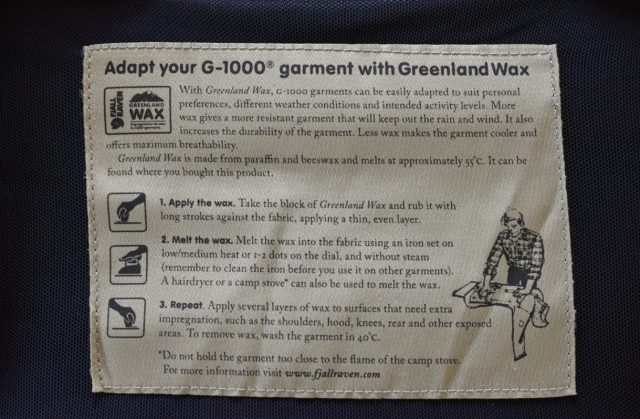 Adapt your G-1000® garment with Greenland Wax
FJÄLL RÄVEN
GREENLAND
WAX
With Greenland Wax, G-1000 garments can be easily adapted to suit personal
preferences, different weather conditions and intended activity levels. More
wax gives a more resistant garment that will keep out the rain and wind. It also
increases the durability of the garment. Less wax makes the garment cooler and
offers maximum breathability.
Greenland Wax is made from paraffin and beeswax and melts at approximately 55°C. It can be
found where you bought this product.
1. Apply the wax. Take the block of Greenland Wax and rub it with
long strokes against the fabric, applying a thin, even layer.
2. Melt the wax. Melt the wax into the fabric using an iron set on
low/medium heat or 1-2 dots on the dial, and without steam
(remember to clean the iron before you use it on other garments).
A hairdryer or a camp stove* can also be used to melt the wax.
3. Repeat. Apply several layers of wax to surfaces that need extra
impregnation, such as the shoulders, hood, knees, rear and other exposed
areas. To remove wax, wash the garment in 40°C.
*Do not hold the garment too close to the flame of the camp stove.
For more information visit www.fjallraven.com